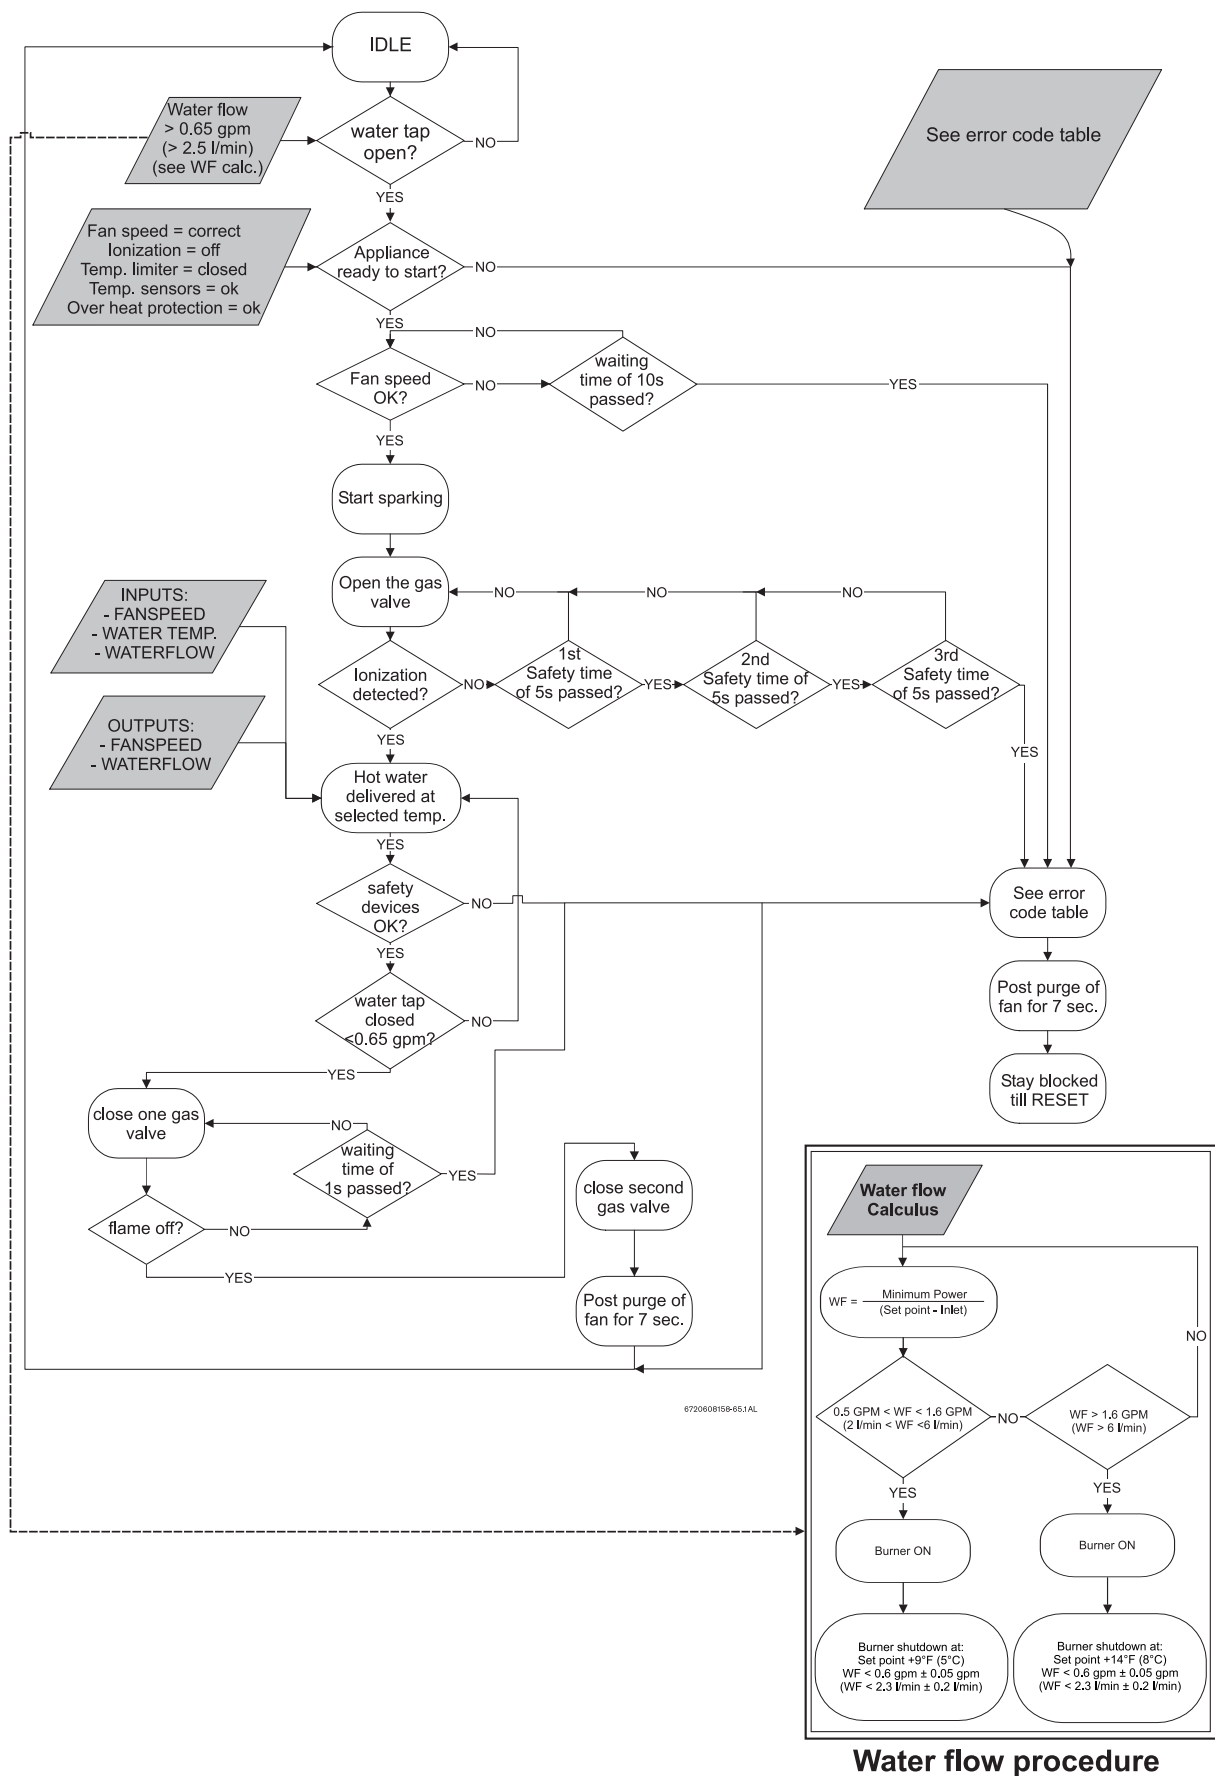 IDLE
Water flow
> 0.65 gpm
(> 2.5 l/min)
(see WF calc.)
water tap
open?
NO
See error code table
YES
Fan speed = correct
Ionization = off
Temp. limiter = closed
Temp. sensors = ok
Over heat protection = ok
Appliance
ready to start?
NO
YES
NO
Fan speed
OK?
NO
waiting
time of 10s
passed?
YES
YES
Start sparking
Open the gas
valve
NO
NO
NO
INPUTS:
- FANSPEED
- WATER TEMP.
- WATERFLOW
Ionization
detected?
NO
1st
Safety time
of 5s passed?
YES
2nd
Safety time of
5s passed?
YES
3rd
Safety time
of 5s passed?
YES
OUTPUTS:
- FANSPEED
- WATERFLOW
YES
Hot water
delivered at
selected temp.
YES
safety
devices
OK?
NO
See error
code table
YES
water tap
closed
<0.65 gpm?
NO
Post purge of
fan for 7 sec.
Stay blocked
till RESET
YES
close one gas
valve
NO
waiting
time of
1s passed?
YES
close second
gas valve
flame off?
NO
YES
Post purge of
fan for 7 sec.
6720608158-65.1AL
Water flow
Calculus
WF =
Minimum Power
(Set point - Inlet)
NO
0.5 GPM < WF < 1.6 GPM
(2 l/min < WF <6 l/min)
NO
WF > 1.6 GPM
(WF > 6 l/min)
YES
YES
Burner ON
Burner ON
Burner shutdown at:
Set point +9°F (5°C)
WF < 0.6 gpm ± 0.05 gpm
(WF < 2.3 l/min ± 0.2 l/min)
Burner shutdown at:
Set point +14°F (8°C)
WF < 0.6 gpm ± 0.05 gpm
(WF < 2.3 l/min ± 0.2 l/min)
Water flow procedure